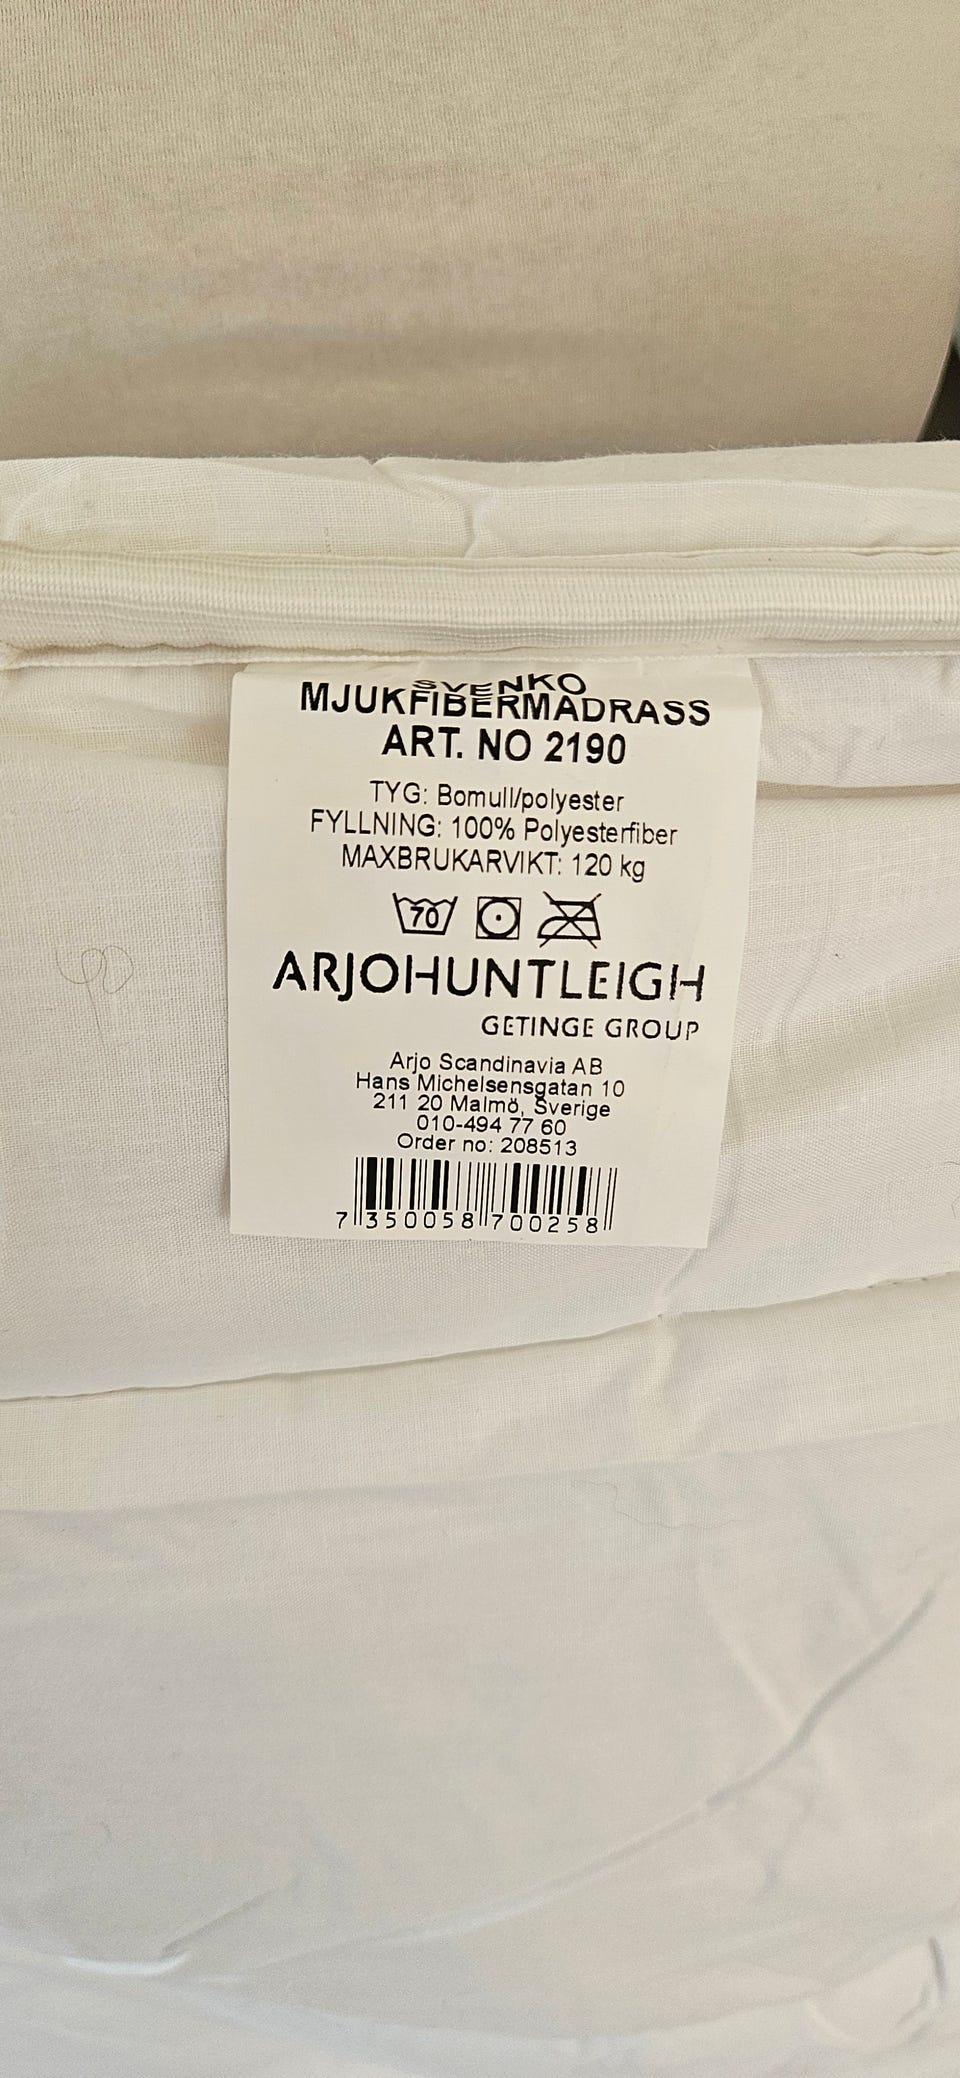 SVENKO
MJUKFIBERMADRASS
ART. NO 2190
TYG: Bomull/polyester
FYLLNING: 100% Polyesterfiber
MAXBRUKARVIKT: 120 kg
70
ARJOHUNTLEIGH
GETINGE GROUP
Arjo Scandinavia AB
Hans Michelsensgatan 10
211 20 Malmö, Sverige
010-494 77 60
Order no: 208513
7 350058 700258